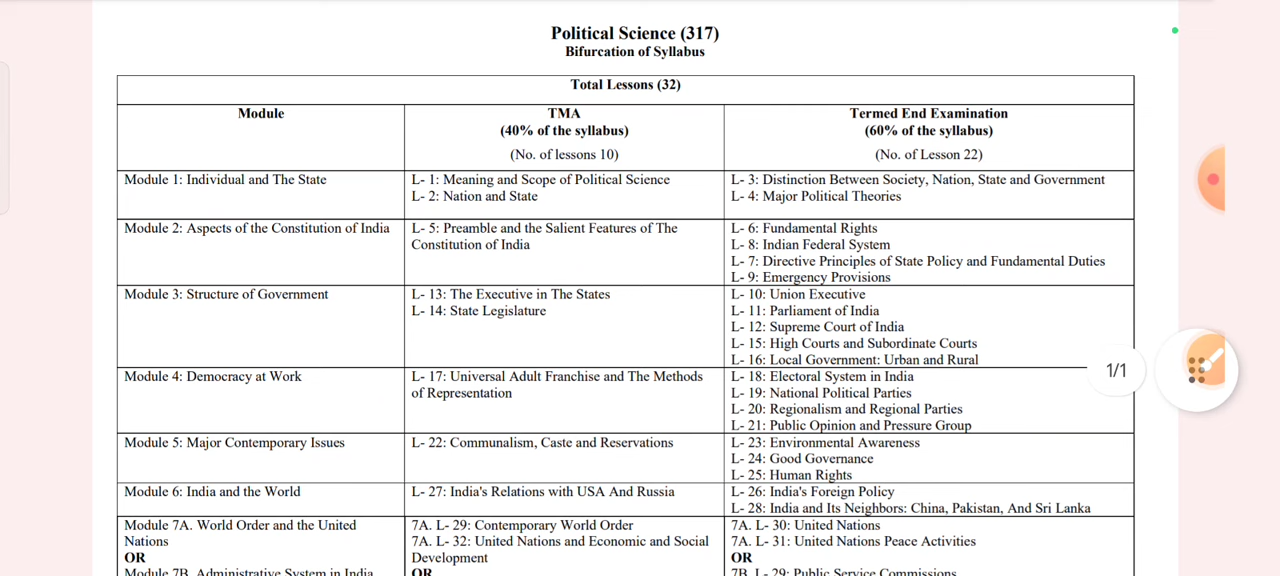 Political Science (317)
Bifurcation of Syllabus
Total Lessons (32)
Module
TMA
(40% of the syllabus)
(No. of lessons 10)
Termed End Examination
(60% of the syllabus)
(No. of Lesson 22)
Module 1: Individual and The State
L- 1: Meaning and Scope of Political Science
L- 2: Nation and State
L- 3: Distinction Between Society, Nation, State and Government
L- 4: Major Political Theories
Module 2: Aspects of the Constitution of India
L- 5: Preamble and the Salient Features of The
Constitution of India
L- 6: Fundamental Rights
L- 8: Indian Federal System
L- 7: Directive Principles of State Policy and Fundamental Duties
L- 9: Emergency Provisions
Module 3: Structure of Government
L- 13: The Executive in The States
L- 14: State Legislature
L- 10: Union Executive
L- 11: Parliament of India
L- 12: Supreme Court of India
L- 15: High Courts and Subordinate Courts
L- 16: Local Government: Urban and Rural
Module 4: Democracy at Work
L- 17: Universal Adult Franchise and The Methods
of Representation
L- 18: Electoral System in India
L- 19: National Political Parties
L- 20: Regionalism and Regional Parties
L- 21: Public Opinion and Pressure Group
1/1
Module 5: Major Contemporary Issues
L- 22: Communalism, Caste and Reservations
L- 23: Environmental Awareness
L- 24: Good Governance
L- 25: Human Rights
Module 6: India and the World
L- 27: India's Relations with USA And Russia
L- 26: India's Foreign Policy
L- 28: India and Its Neighbors: China, Pakistan, And Sri Lanka
Module 7A. World Order and the United
Nations
OR
Module 7B. Administrative System in India
7A. L- 29: Contemporary World Order
7A. L- 32: United Nations and Economic and Social
Development
OR
7A. L- 30: United Nations
7A. L- 31: United Nations Peace Activities
OR
7B. L- 29: Public Service Commissions